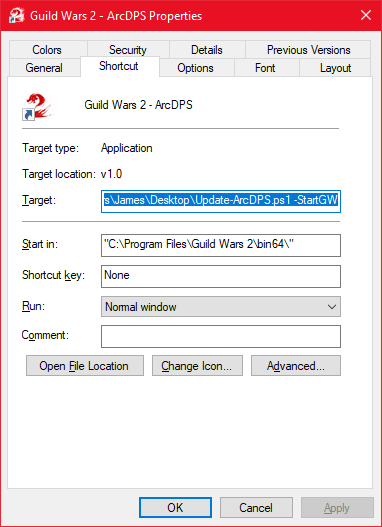 Guild Wars 2 - ArcDPS Properties
Colors Security Details Previous Versions
General Shortcut Options Font Layout
Guild Wars 2 - ArcDPS
Target type: Application
Target location: v1.0
Target: s\James\Desktop\Update-ArcDPS.ps1 -StartGW
Start in: "C:\Program Files\Guild Wars 2\bin64\"
Shortcut key: None
Run: Normal window
Comment:
Open File Location Change Icon... Advanced...
OK Cancel Apply